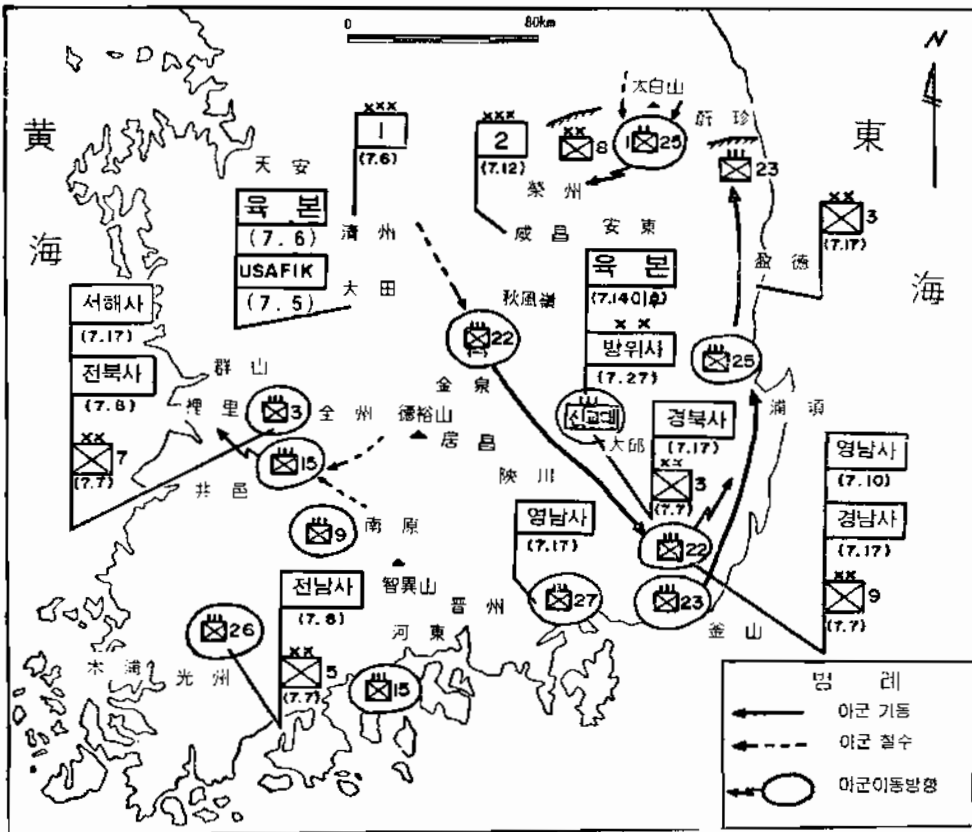 0 80km
N
黄
海
東
海
太白山
蔚珍
×××
1
(7.6)
×××
2
(7.12)
××
8
1
25
23
天安
榮州
육 본
(7.6)
USAFIK
(7.5)
淸州
大田
咸昌
安東
××
3
(7.17)
盈德
육 본
(7.14이후)
秋風嶺
서해사
(7.17)
전북사
(7.8)
××
7
(7.7)
22
× ×
방위사
(7.27)
25
群山
裡里
金泉
3
全州
德裕山
居昌
신교대
大邱
경북사
(7.17)
××
3
(7.7)
浦項
영남사
(7.10)
경남사
(7.17)
××
9
(7.7)
15
井邑
陜川
9
南原
영남사
(7.17)
22
智異山
전남사
(7.8)
××
5
(7.7)
晋州
27
23
釜山
26
河東
木浦
光州
15
범 례
아군 기동
아군 철수
아군이동방향